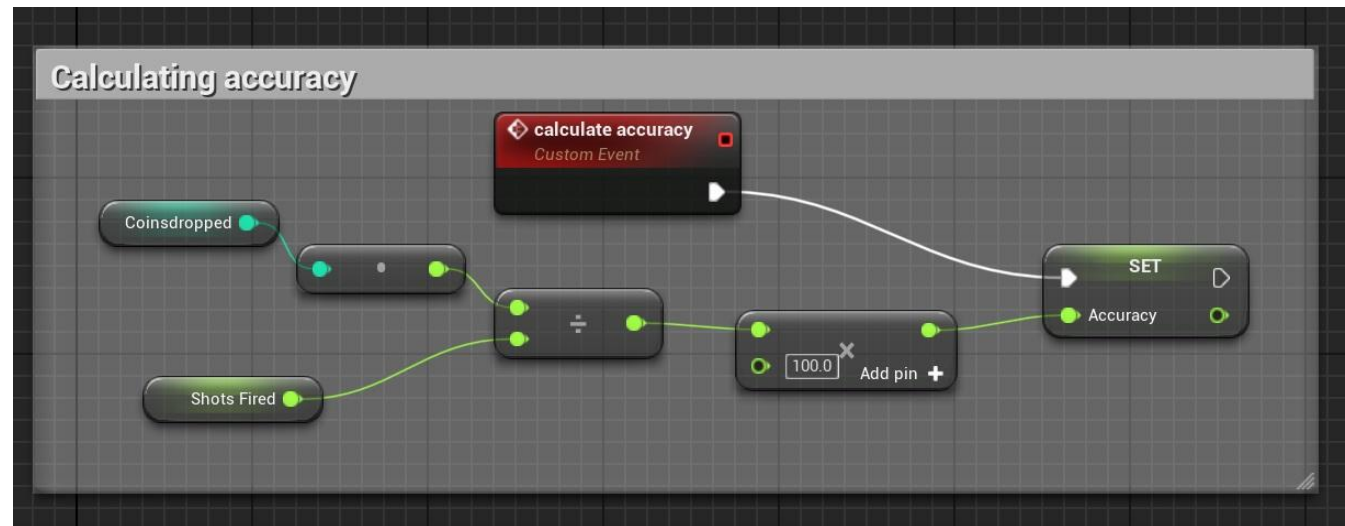 Calculating accuracy
calculate accuracy
Custom Event
Coinsdropped
SET
Accuracy
÷
×
100.0
Add pin +
Shots Fired